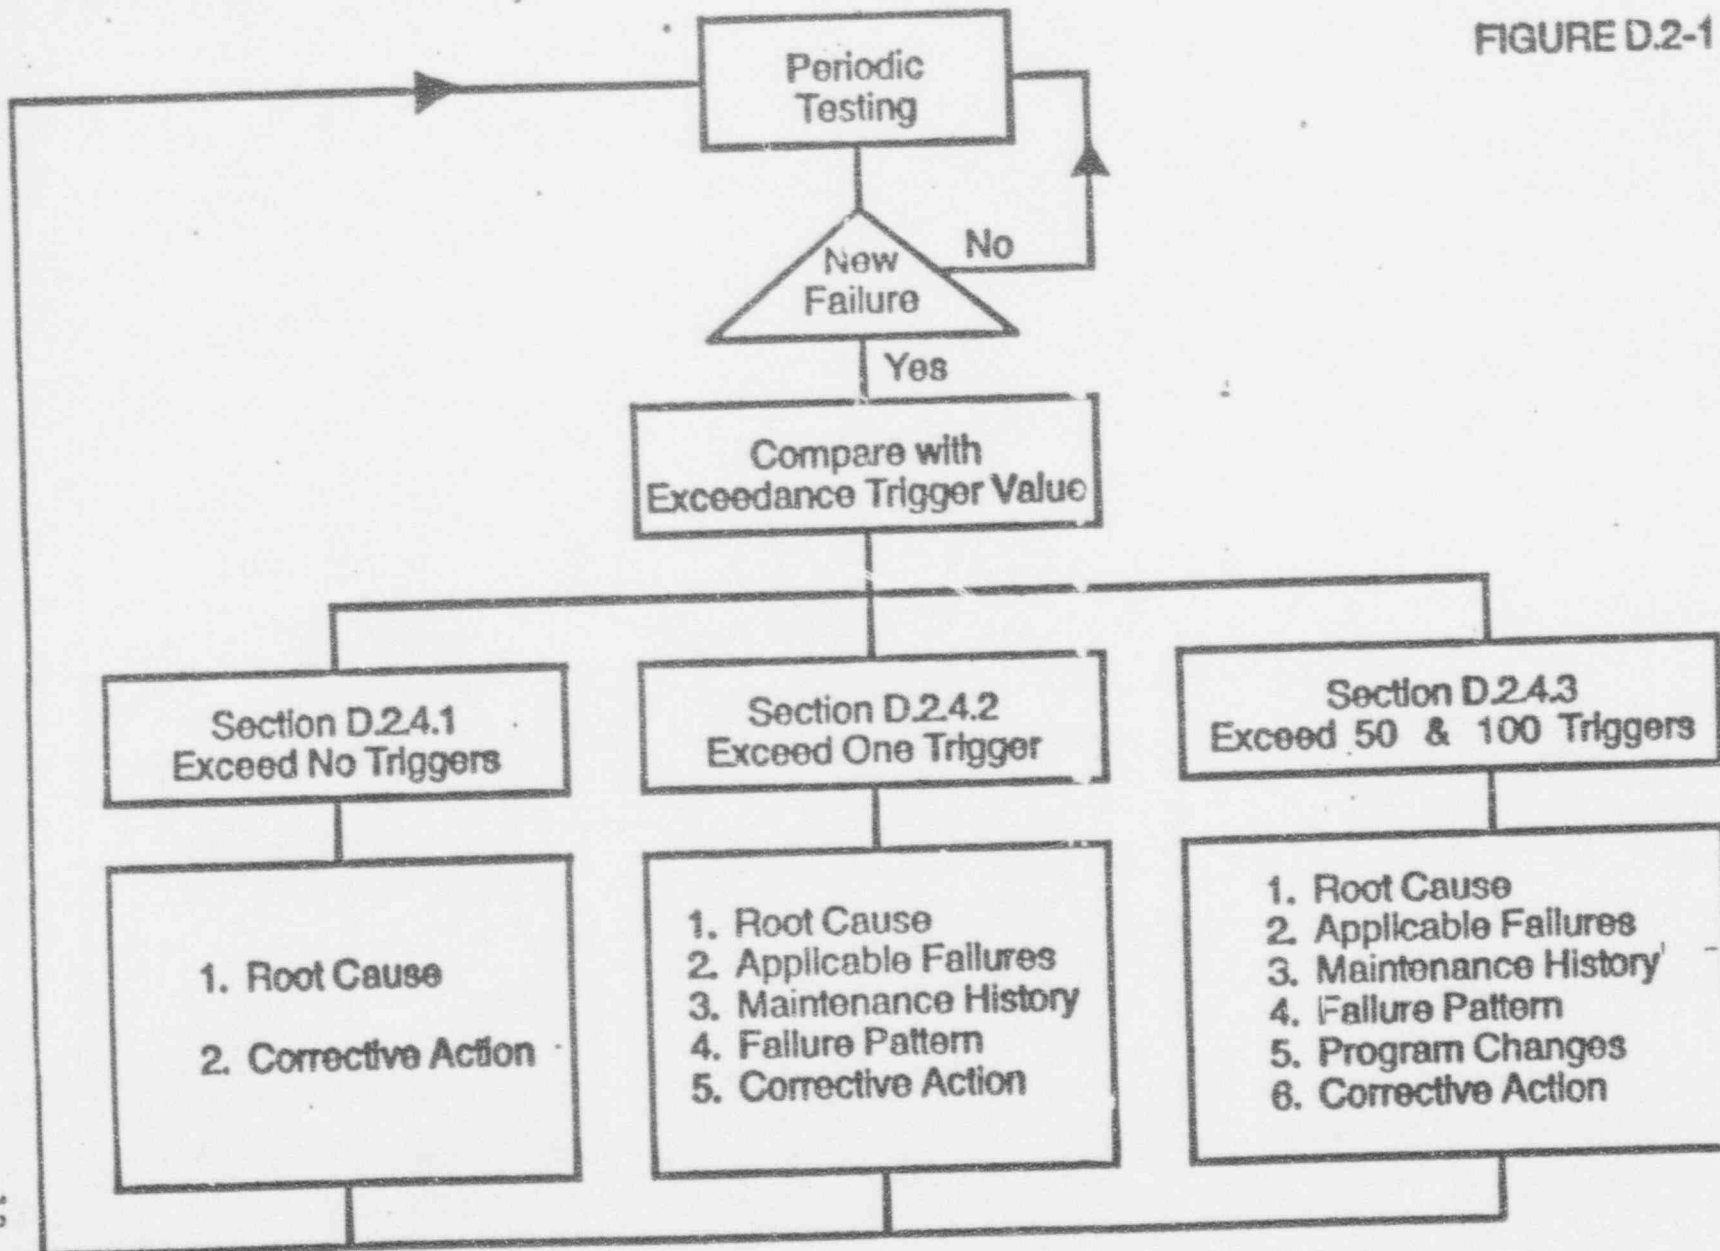 FIGURE D.2-1
Periodic
Testing
New
Failure
No
Yes
Compare with
Exceedance Trigger Value
Section D.2.4.1
Exceed No Triggers
Section D.2.4.2
Exceed One Trigger
Section D.2.4.3
Exceed 50 & 100 Triggers
1. Root Cause
2. Corrective Action
1. Root Cause
2. Applicable Failures
3. Maintenance History
4. Failure Pattern
5. Corrective Action
1. Root Cause
2. Applicable Failures
3. Maintenance History
4. Failure Pattern
5. Program Changes
6. Corrective Action